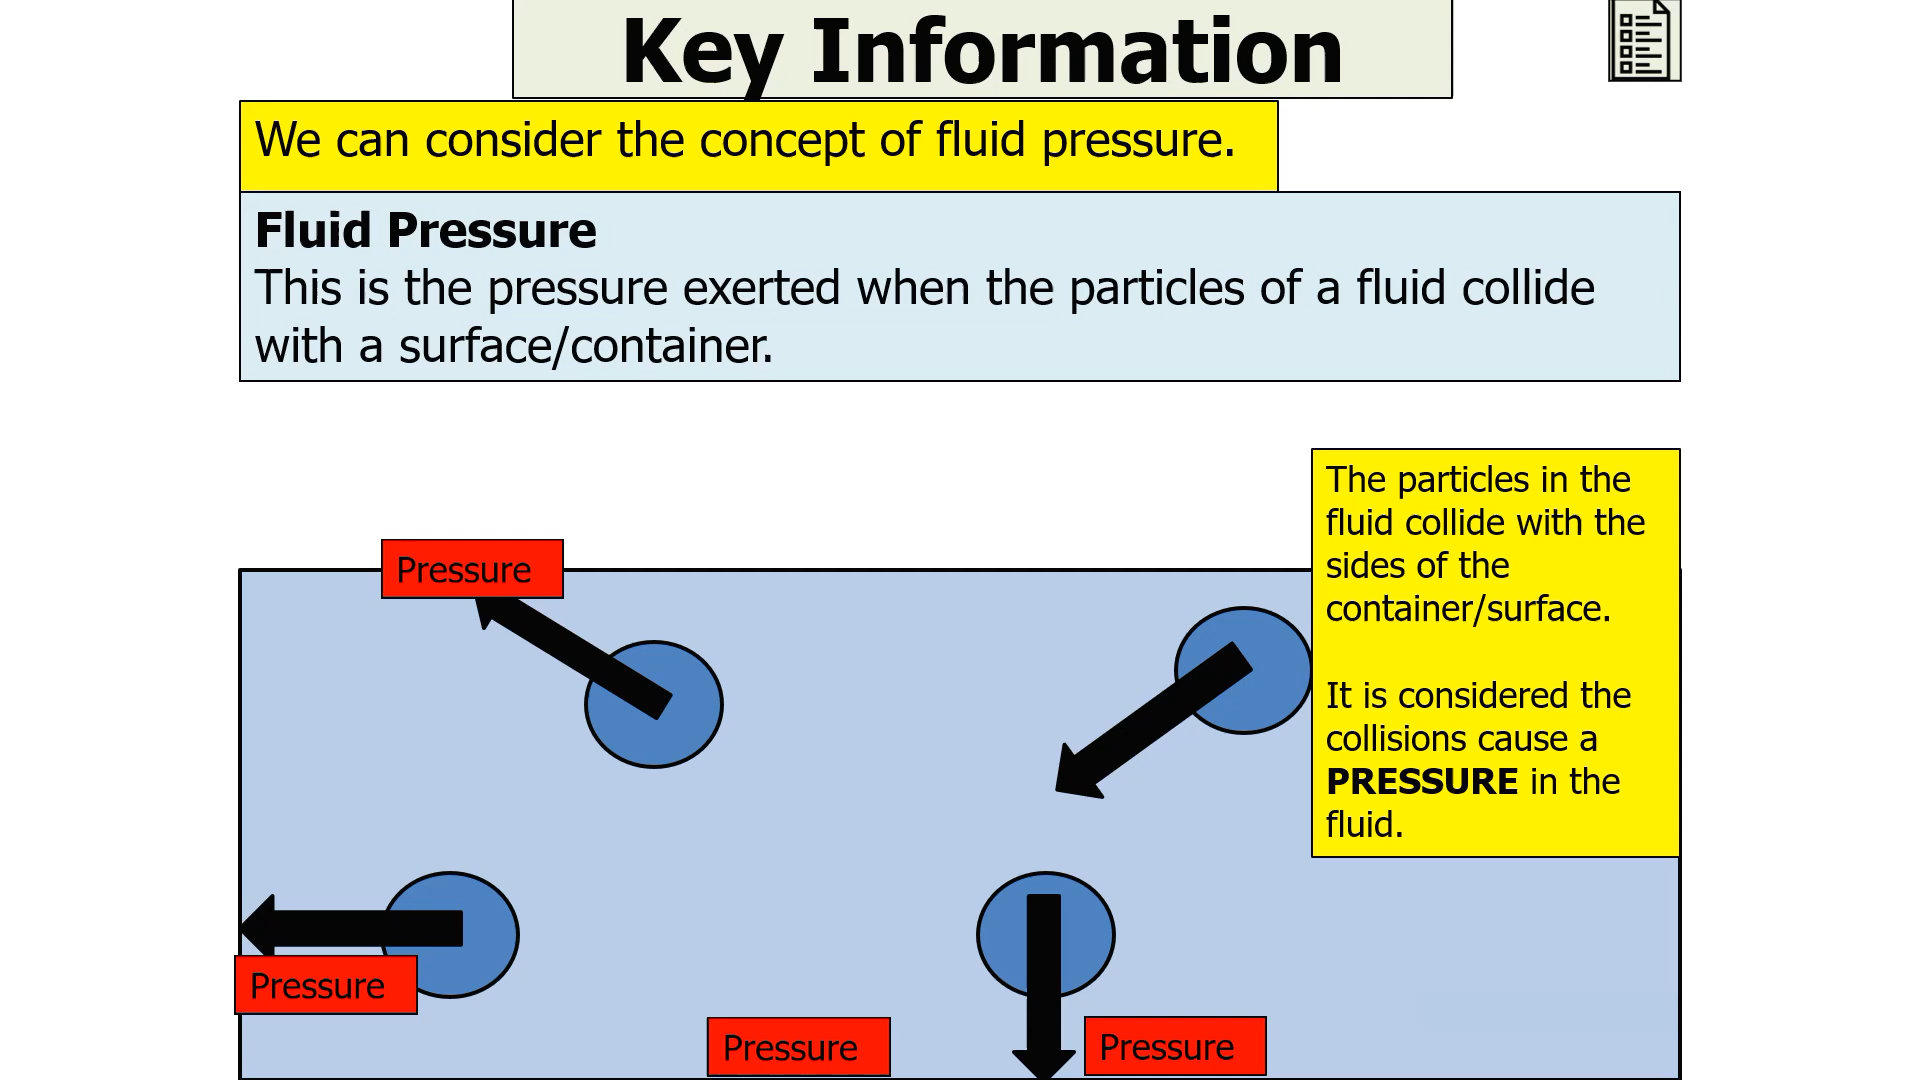 Key Information
We can consider the concept of fluid pressure.
Fluid Pressure
This is the pressure exerted when the particles of a fluid collide
with a surface/container.
The particles in the
fluid collide with the
sides of the
container/surface.
It is considered the
collisions cause a
PRESSURE in the
fluid.
Pressure
Pressure
Pressure
Pressure